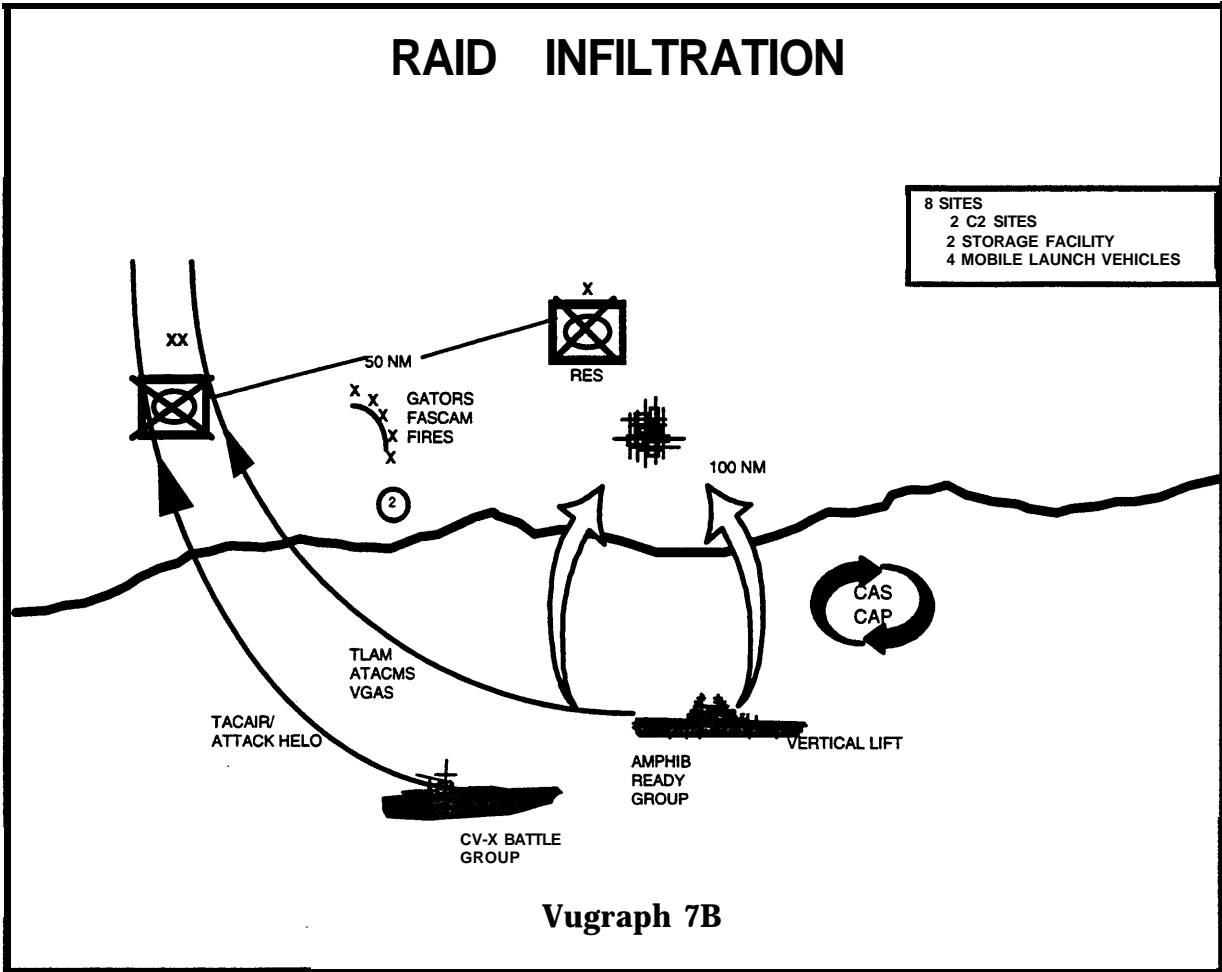 RAID INFILTRATION
8 SITES
2 C2 SITES
2 STORAGE FACILITY
4 MOBILE LAUNCH VEHICLES
X
XX
50 NM
RES
X
X
X
X
X
GATORS
FASCAM
FIRES
100 NM
2
CAS
CAP
TLAM
ATACMS
VGAS
TACAIR/
ATTACK HELO
VERTICAL LIFT
AMPHIB
READY
GROUP
CV-X BATTLE
GROUP
Vugraph 7B